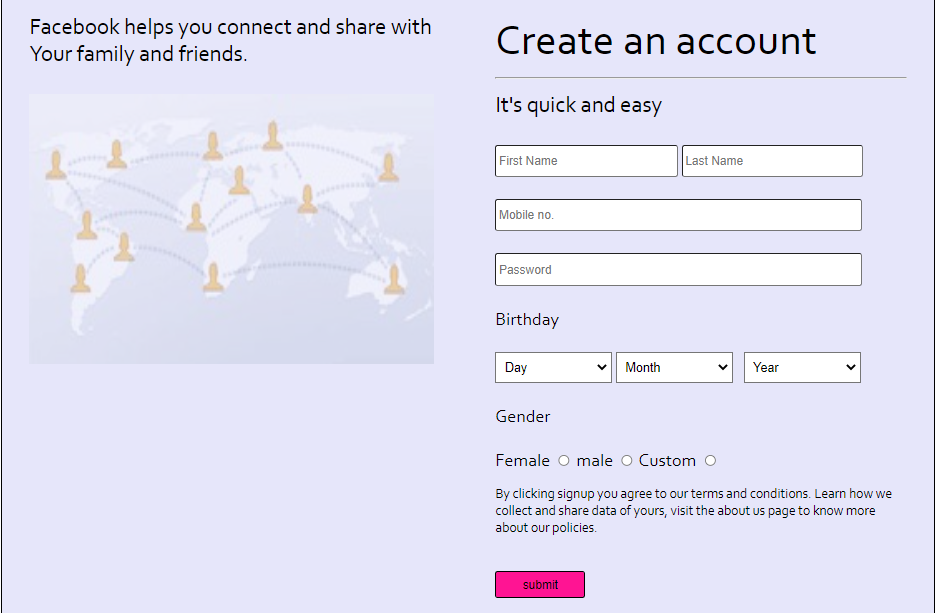 Facebook helps you connect and share with
Your family and friends.
Create an account
It's quick and easy
First Name Last Name
Mobile no.
Password
Birthday
Day Month Year
Gender
Female male Custom
By clicking signup you agree to our terms and conditions. Learn how we
collect and share data of yours, visit the about us page to know more
about our policies.
submit